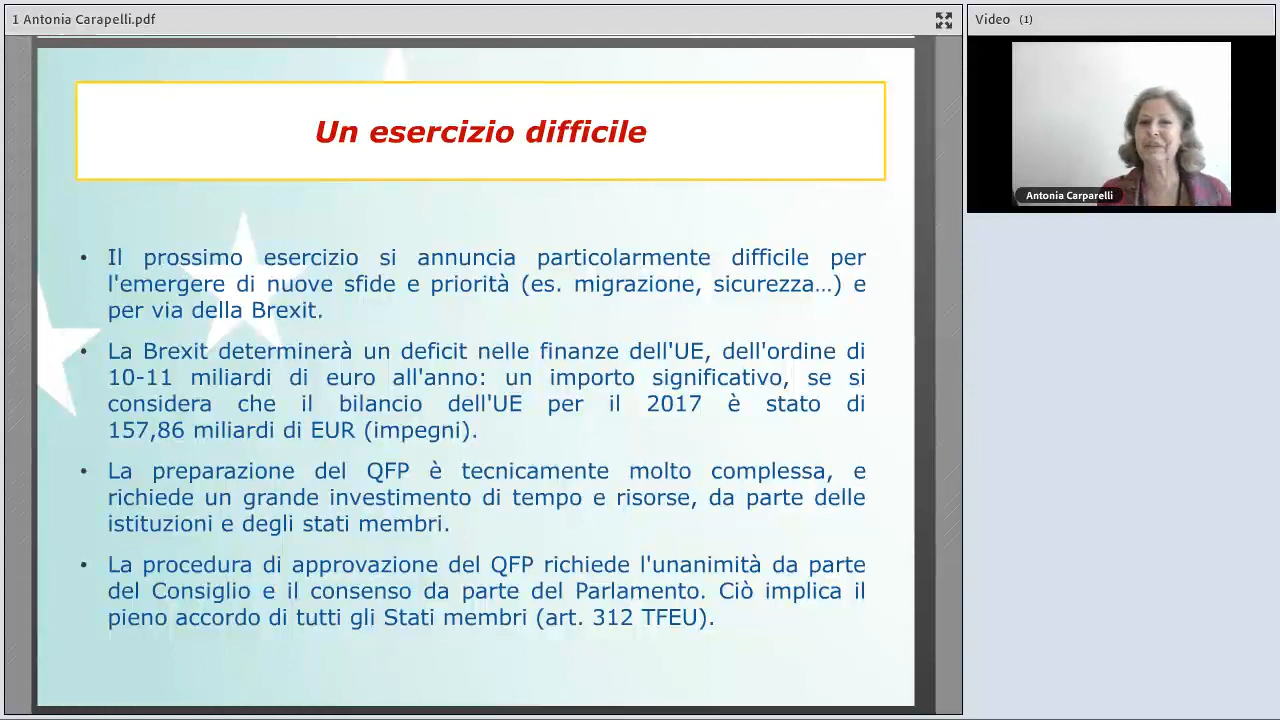 1 Antonia Carapelli.pdf
Video (1)
Un esercizio difficile
Antonia Carparelli
• Il prossimo esercizio si annuncia particolarmente difficile per
l'emergere di nuove sfide e priorità (es. migrazione, sicurezza…) e
per via della Brexit.
• La Brexit determinerà un deficit nelle finanze dell'UE, dell'ordine di
10-11 miliardi di euro all'anno: un importo significativo, se si
considera che il bilancio dell'UE per il 2017 è stato di
157,86 miliardi di EUR (impegni).
• La preparazione del QFP è tecnicamente molto complessa, e
richiede un grande investimento di tempo e risorse, da parte delle
istituzioni e degli stati membri.
• La procedura di approvazione del QFP richiede l'unanimità da parte
del Consiglio e il consenso da parte del Parlamento. Ciò implica il
pieno accordo di tutti gli Stati membri (art. 312 TFEU).